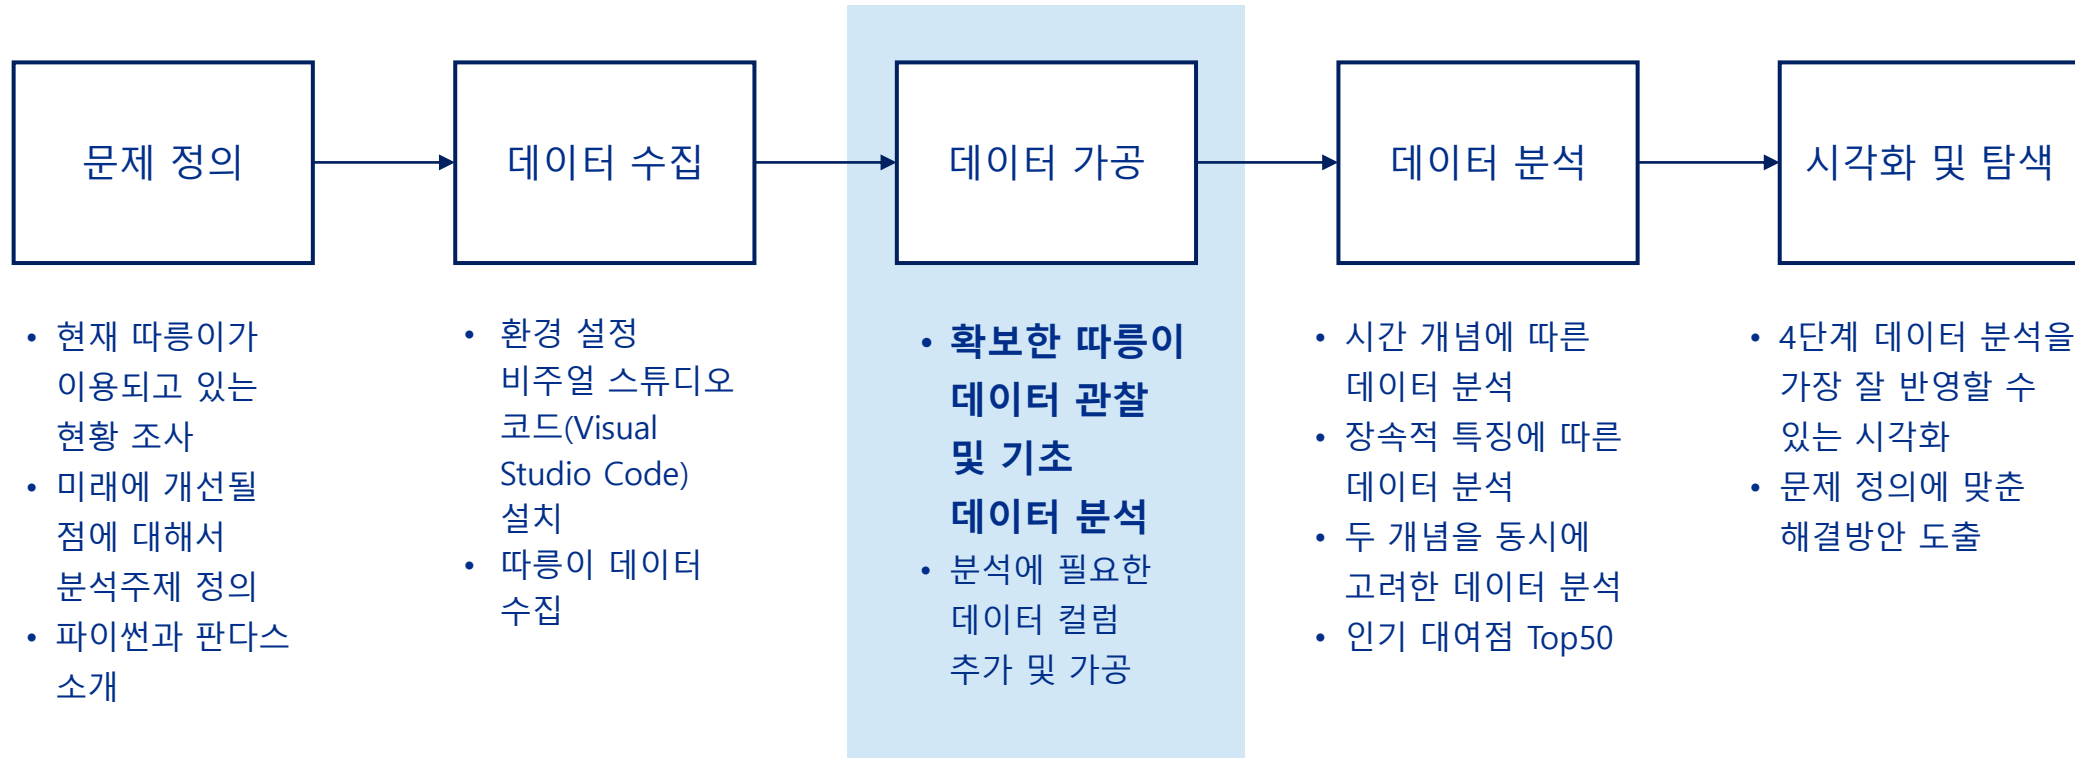 문제 정의
데이터 수집
데이터 가공
데이터 분석
시각화 및 탐색
• 현재 따릉이가
이용되고 있는
현황 조사
• 미래에 개선될
점에 대해서
분석주제 정의
• 파이썬과 판다스
소개
• 환경 설정
비주얼 스튜디오
코드(Visual
Studio Code)
설치
• 따릉이 데이터
수집
• 확보한 따릉이
데이터 관찰
및 기초
데이터 분석
• 분석에 필요한
데이터 컬럼
추가 및 가공
• 시간 개념에 따른
데이터 분석
• 장속적 특징에 따른
데이터 분석
• 두 개념을 동시에
고려한 데이터 분석
• 인기 대여점 Top50
• 4단계 데이터 분석을
가장 잘 반영할 수
있는 시각화
• 문제 정의에 맞춘
해결방안 도출